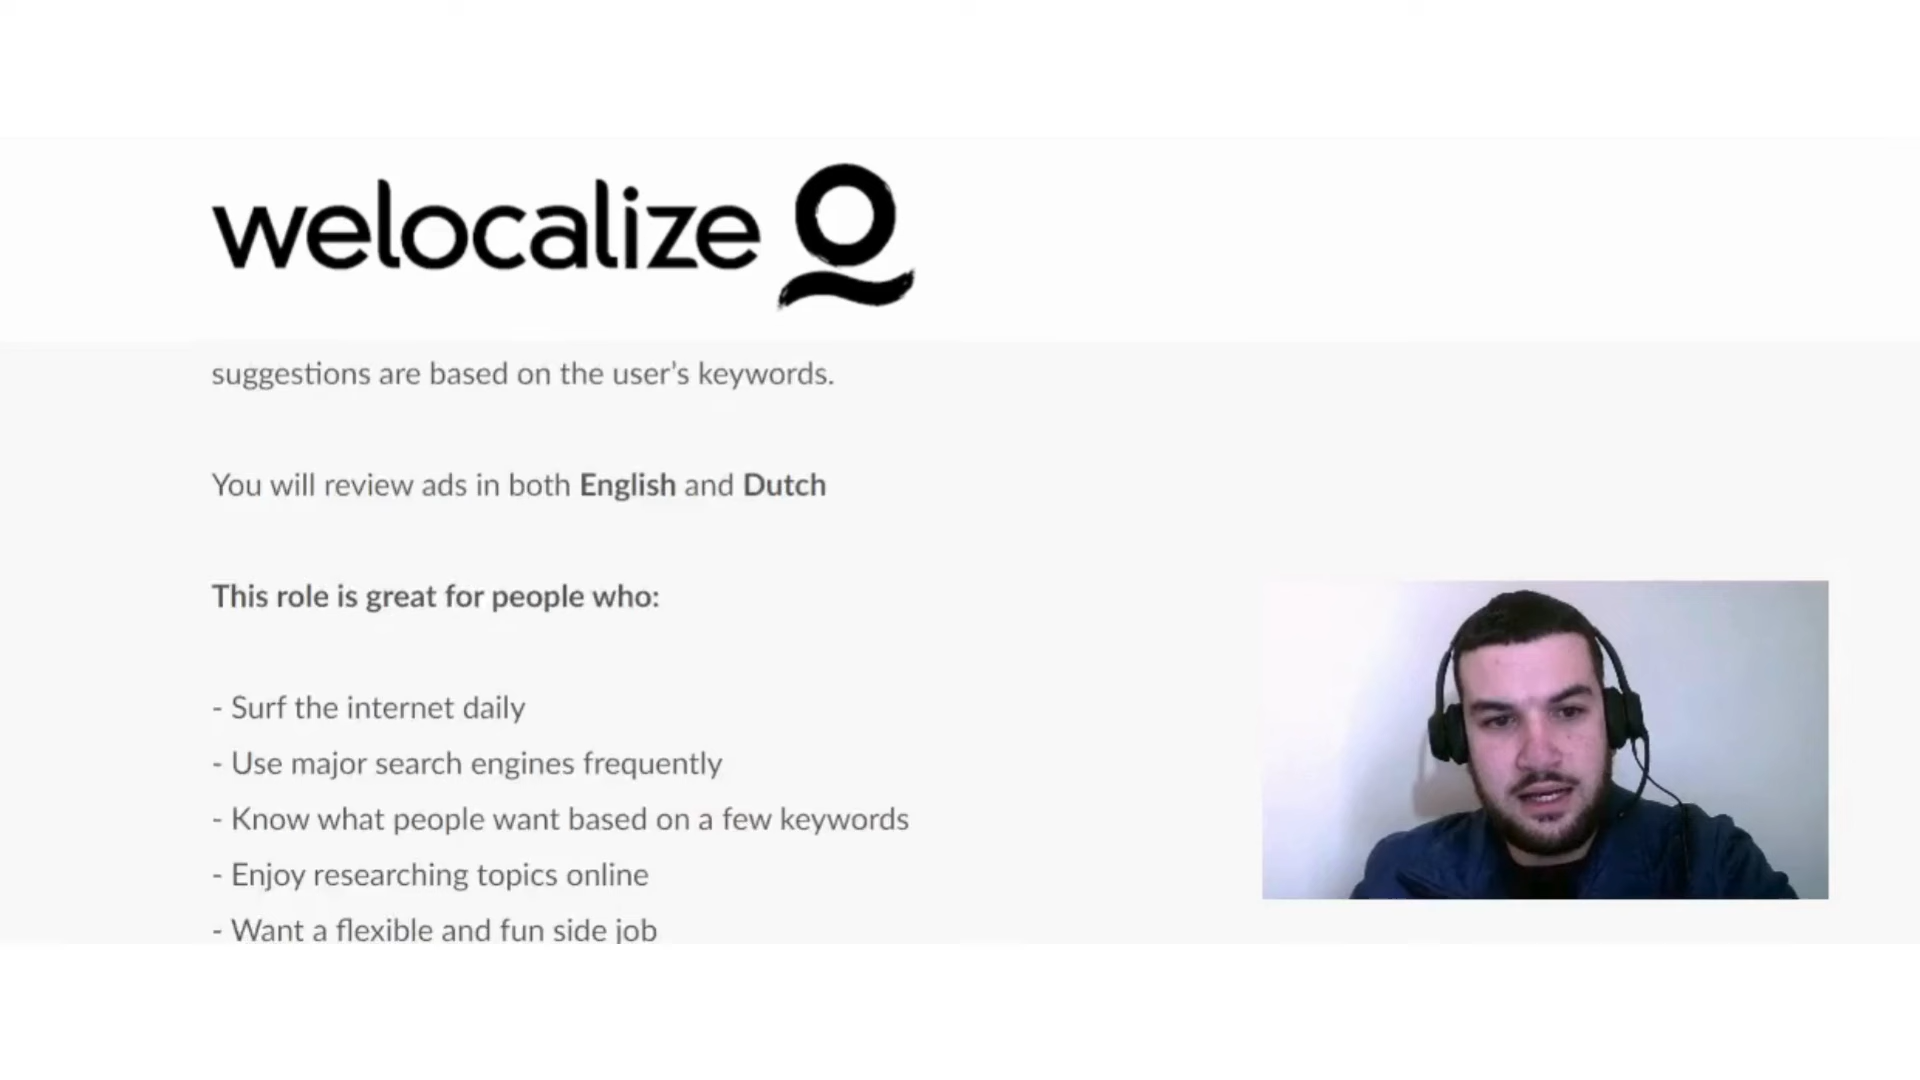 welocalize
suggestions are based on the user’s keywords.
You will review ads in both English and Dutch
This role is great for people who:
- Surf the internet daily
- Use major search engines frequently
- Know what people want based on a few keywords
- Enjoy researching topics online
- Want a flexible and fun side job